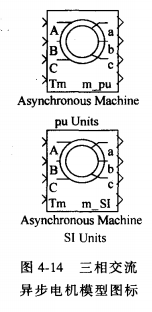 A a
B b
C c
Tm m_pu
Asynchronous Machine
pu Units
A a
B b
C c
Tm m_SI
Asynchronous Machine
SI Units
图 4-14 三相交流
异步电机模型图标